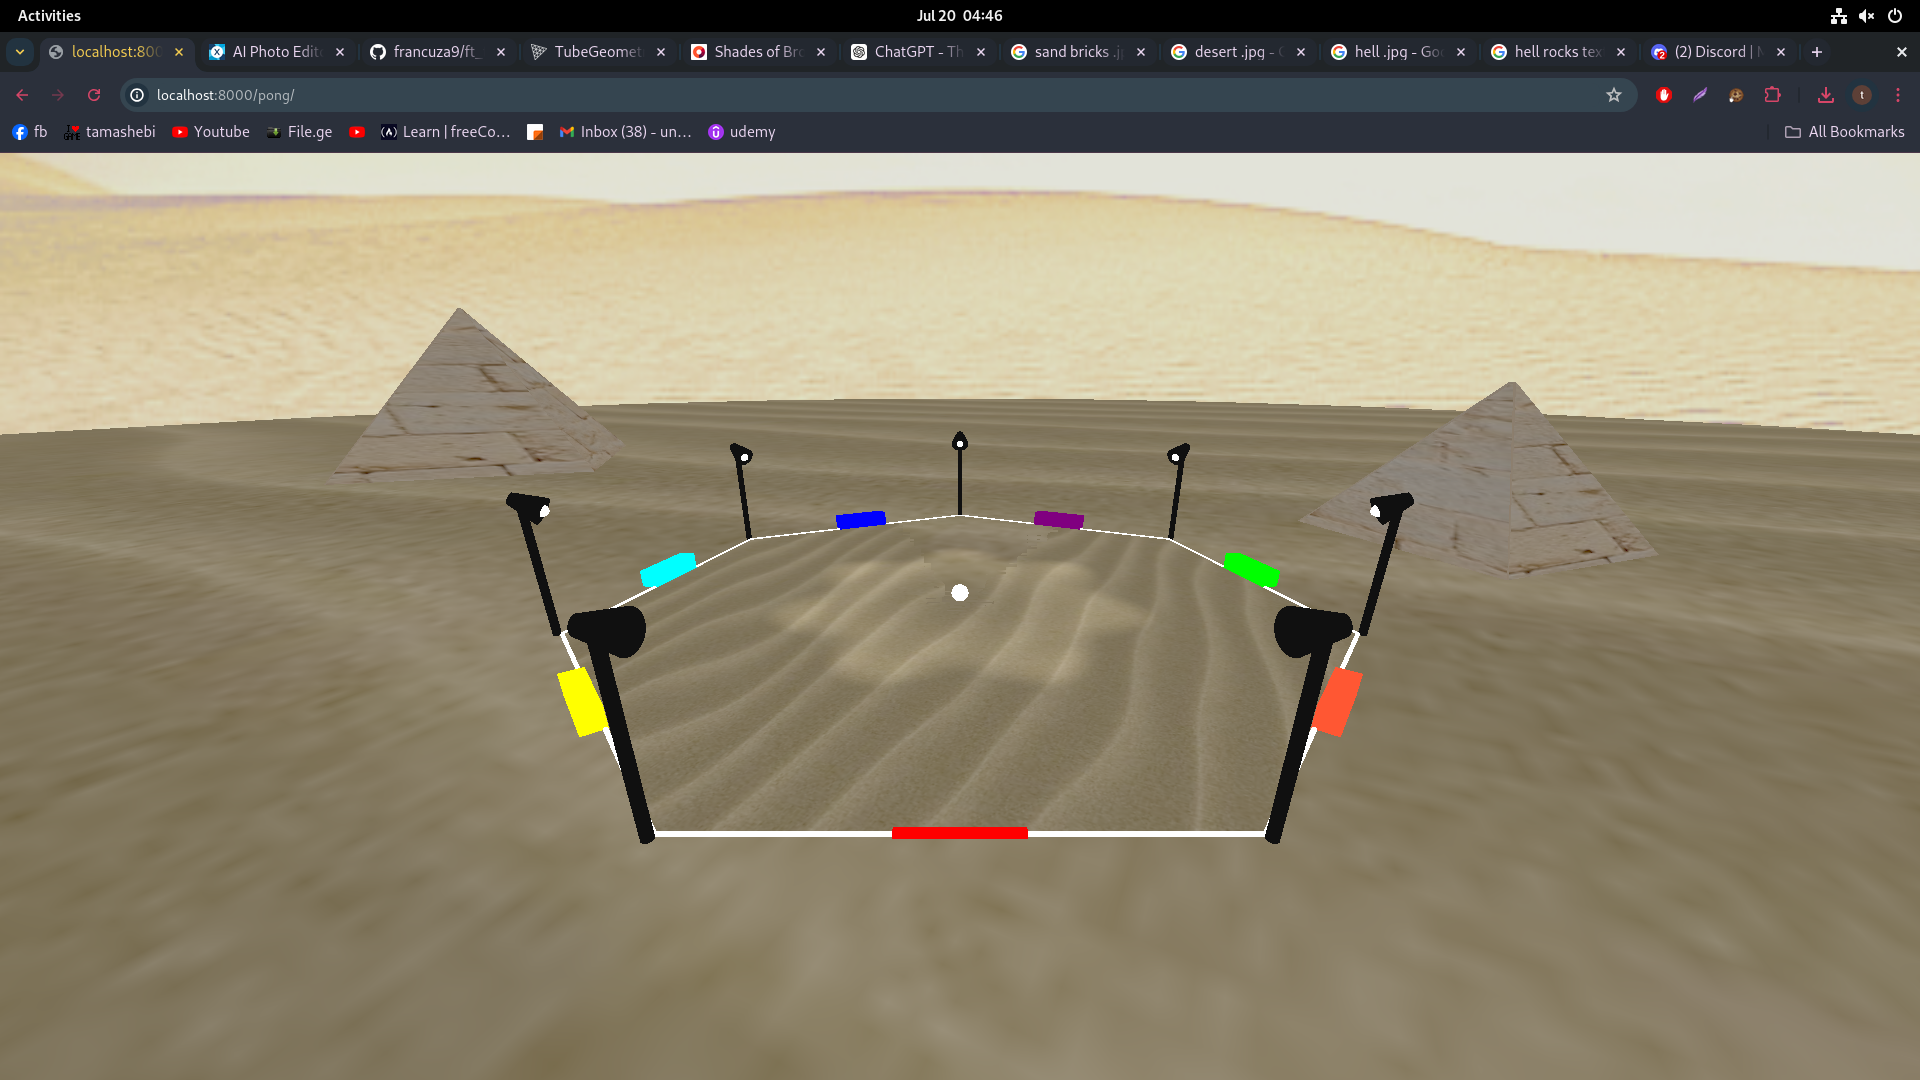 Activities
Jul 20 04:46
localhost:800
AI Photo Edit
francuza9/ft_
TubeGeomet
Shades of Bro
ChatGPT - Th
sand bricks .j
desert .jpg - G
hell .jpg - Goo
hell rocks tex
(2) Discord |
localhost:8000/pong/
t
fb
tamashebi
Youtube
File.ge
Learn | freeCo…
Inbox (38) - un…
udemy
All Bookmarks